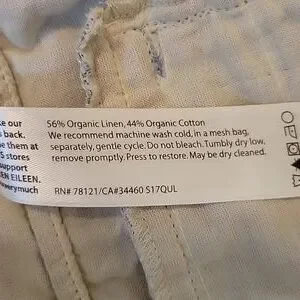 ke our
s back.
e them at
S stores
support
EN EILEEN.
verymuch
56% Organic Linen, 44% Organic Cotton
We recommend machine wash cold, in a mesh bag,
separately, gentle cycle. Do not bleach. Tumbly dry low,
remove promptly. Press to restore. May be dry cleaned.
RN# 78121/CA#34460 S17QUL